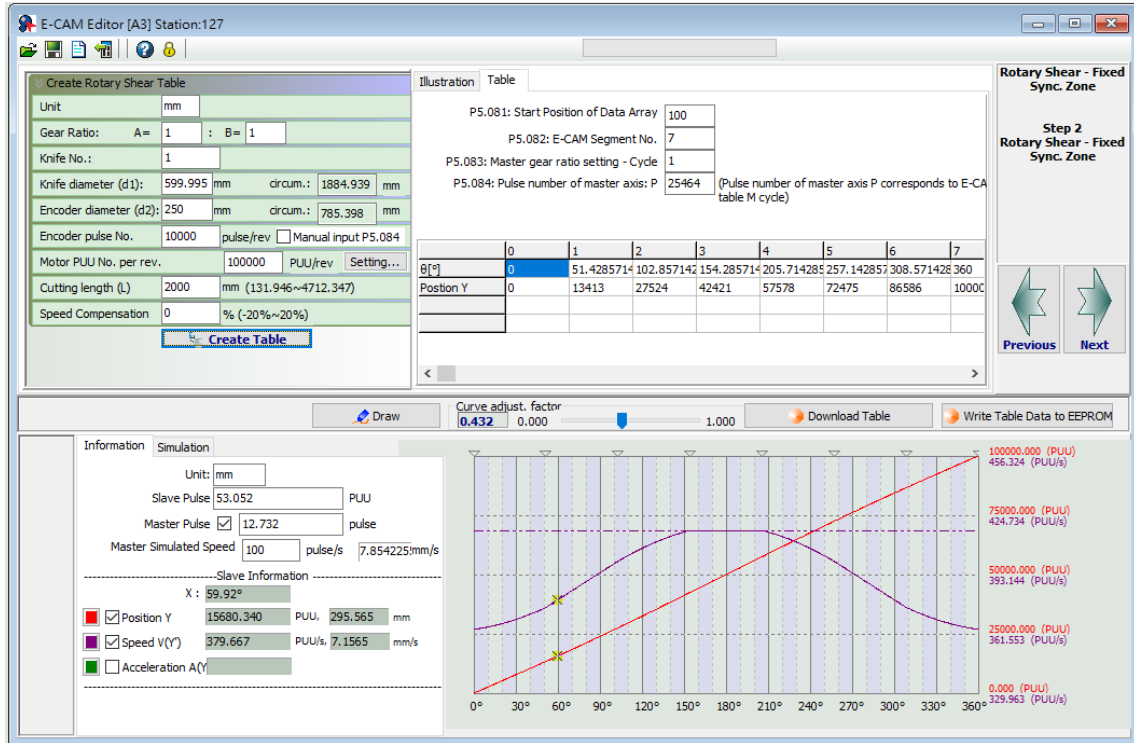 E-CAM Editor [A3] Station:127
Create Rotary Shear Table
Unit mm
Gear Ratio: A= 1 : B= 1
Knife No.: 1
Knife diameter (d1): 599.995 mm circum.: 1884.939 mm
Encoder diameter (d2): 250 mm circum.: 785.398 mm
Encoder pulse No. 10000 pulse/rev Manual input P5.084
Motor PUU No. per rev. 100000 PUU/rev Setting...
Cutting length (L) 2000 mm (131.946~4712.347)
Speed Compensation 0 % (-20%~20%)
Create Table
Illustration Table
P5.081: Start Position of Data Array 100
P5.082: E-CAM Segment No. 7
P5.083: Master gear ratio setting - Cycle 1
P5.084: Pulse number of master axis: P 25464 (Pulse number of master axis P corresponds to E-CA
table M cycle)
0 1 2 3 4 5 6 7
θ[°] 0 51.4285714 102.857142 154.285714 205.714285 257.142857 308.571428 360
Postion Y 0 13413 27524 42421 57578 72475 86586 10000
Rotary Shear - Fixed
Sync. Zone
Step 2
Rotary Shear - Fixed
Sync. Zone
Previous Next
Draw
Curve adjust. factor
0.432 0.000 1.000
Download Table
Write Table Data to EEPROM
Information Simulation
Unit: mm
Slave Pulse 53.052 PUU
Master Pulse 12.732 pulse
Master Simulated Speed 100 pulse/s 7.854225!mm/s
Slave Information
X : 59.92°
Position Y 15680.340 PUU, 295.565 mm
Speed V(Y') 379.667 PUU/s, 7.1565 mm/s
Acceleration A(Y
100000.000 (PUU)
456.324 (PUU/s)
75000.000 (PUU)
424.734 (PUU/s)
50000.000 (PUU)
393.144 (PUU/s)
25000.000 (PUU)
361.553 (PUU/s)
0.000 (PUU)
329.963 (PUU/s)
0° 30° 60° 90° 120° 150° 180° 210° 240° 270° 300° 330° 360°